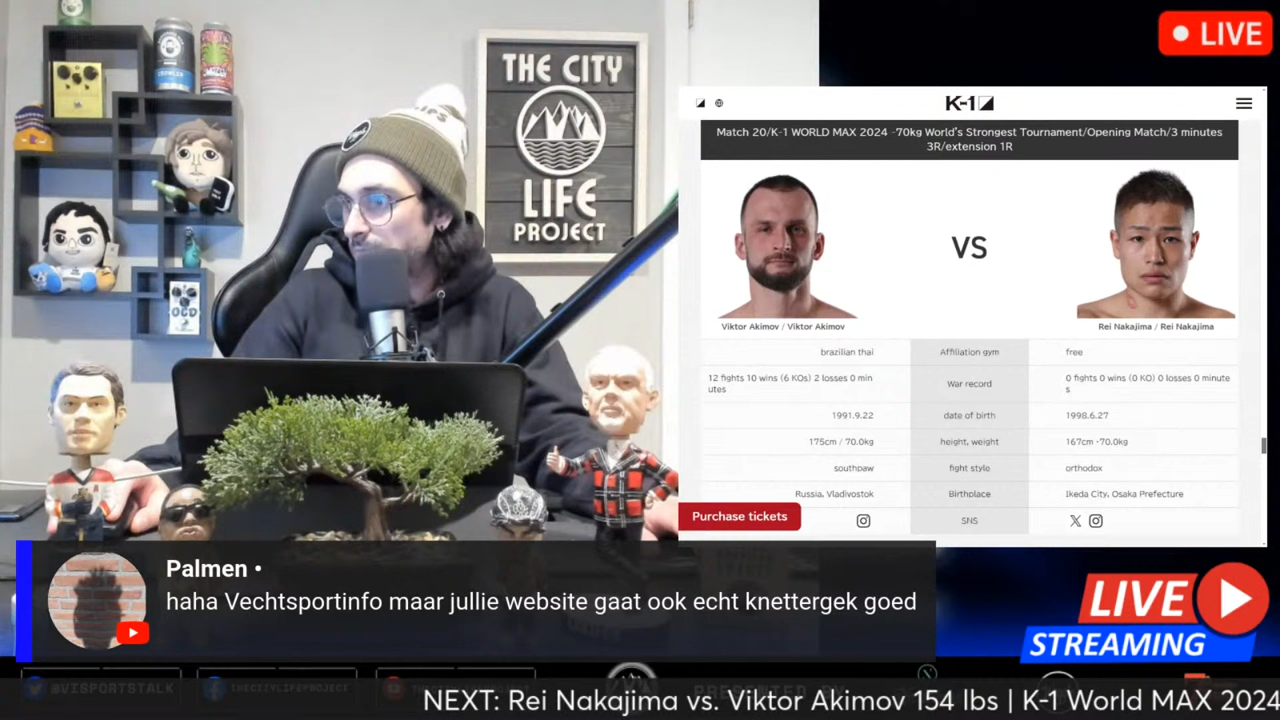 LIVE
THE CITY
LIFE
PROJECT
CROWLER
OCD
K-1
Match 20/K-1 WORLD MAX 2024 -70kg World's Strongest Tournament/Opening Match/3 minutes
3R/extension 1R
VS
Viktor Akimov / Viktor Akimov
Rei Nakajima / Rei Nakajima
brazilian thai
Affiliation gym
free
12 fights 10 wins (6 KOs) 2 losses 0 min
utes
War record
0 fights 0 wins (0 KO) 0 losses 0 minute
s
1991.9.22
date of birth
1998.6.27
175cm / 70.0kg
height, weight
167cm・70.0kg
southpaw
fight style
orthodox
Russia, Vladivostok
Birthplace
Ikeda City, Osaka Prefecture
Purchase tickets
SNS
Palmen •
haha Vechtsportinfo maar jullie website gaat ook echt knettergek goed
LIVE
STREAMING
@VISPORTSTALK
THECITYLIFEPROJECT
PRESENTED BY
NEXT: Rei Nakajima vs. Viktor Akimov 154 lbs | K-1 World MAX 2024